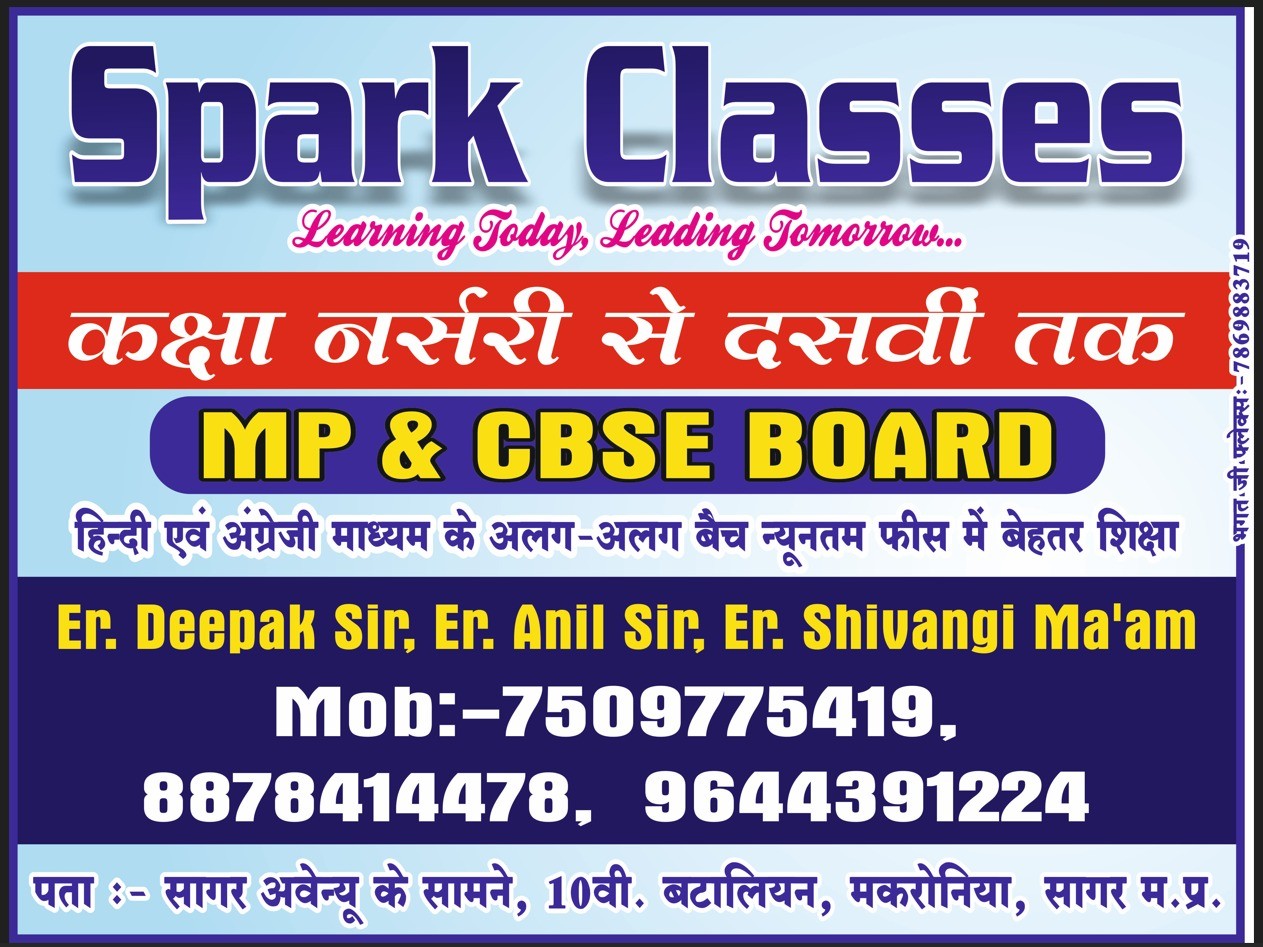 Spark Classes
Learning Today, Leading Tomorrow...
कक्षा नर्सरी से दसवीं तक
MP & CBSE BOARD
हिन्दी एवं अंग्रेजी माध्यम के अलग-अलग बैच न्यूनतम फीस में बेहतर शिक्षा
Er. Deepak Sir, Er. Anil Sir, Er. Shivangi Ma'am
Mob:–7509775419,
8878414478, 9644391224
पता :- सागर अवेन्यू के सामने, 10वी. बटालियन, मकरोनिया, सागर म.प्र.
भगत जी फ्लेक्सः-7869883719